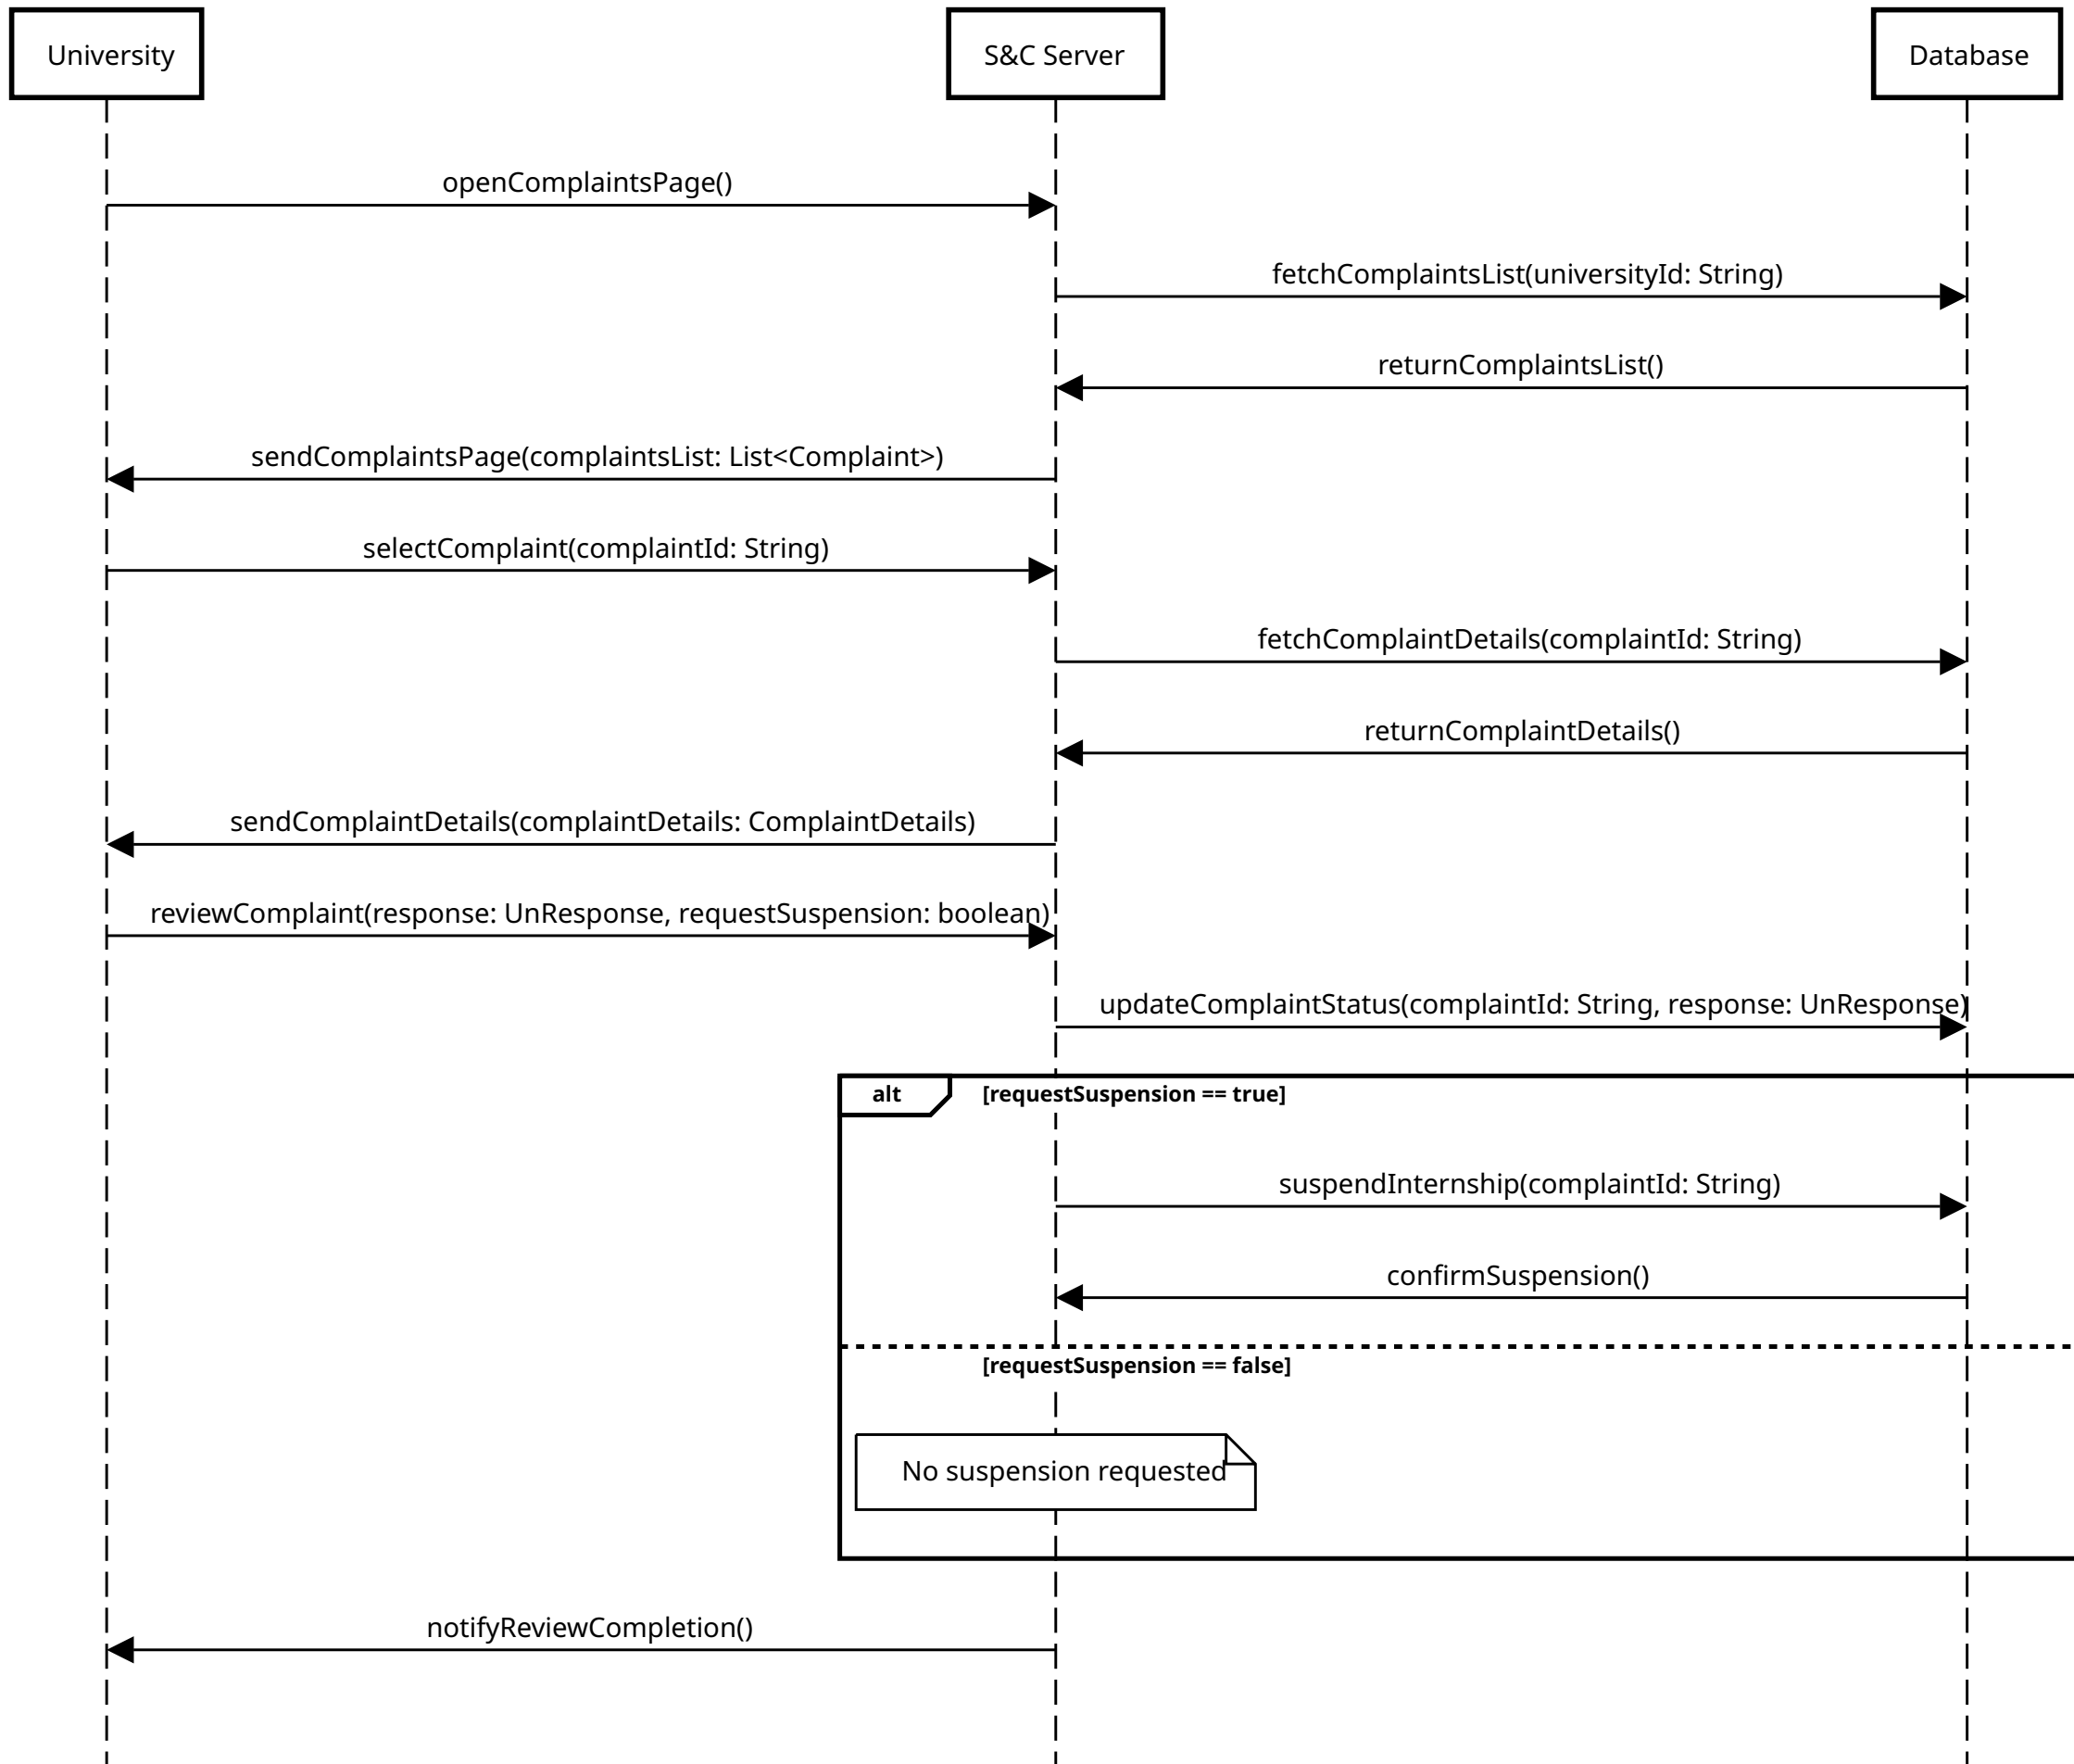 University
S&C Server
Database
openComplaintsPage()
fetchComplaintsList(universityId: String)
returnComplaintsList()
sendComplaintsPage(complaintsList: List<Complaint>)
selectComplaint(complaintId: String)
fetchComplaintDetails(complaintId: String)
returnComplaintDetails()
sendComplaintDetails(complaintDetails: ComplaintDetails)
reviewComplaint(response: UnResponse, requestSuspension: boolean)
updateComplaintStatus(complaintId: String, response: UnResponse)
alt
[requestSuspension == true]
suspendInternship(complaintId: String)
confirmSuspension()
[requestSuspension == false]
No suspension requested
notifyReviewCompletion()